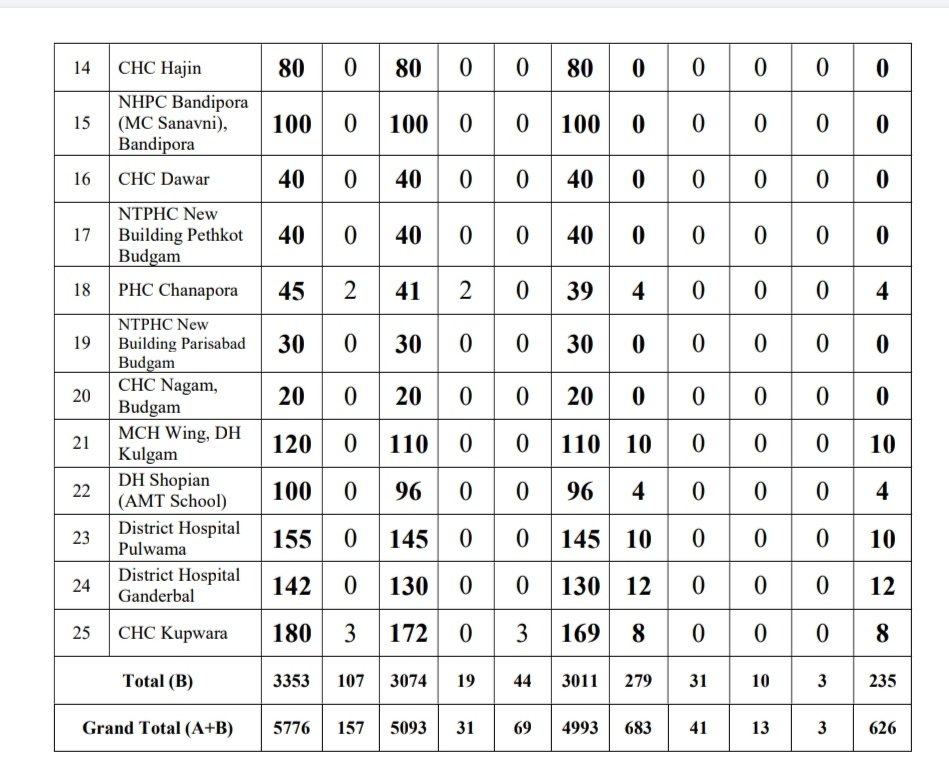 14 CHC Hajin 80 0 80 0 0 80 0 0 0 0 0
NHPC Bandipora
15 (MC Sanavni), 100 0 100 0 0 100 0 0 0 0 0
Bandipora
16 CHC Dawar 40 0 40 0 0 40 0 0 0 0 0
NTPHC New
17 Building Pethkot 40 0 40 0 0 40 0 0 0 0 0
Budgam
18 PHC Chanapora 45 2 41 2 0 39 4 0 0 0 4
NTPHC New
19 Building Parisabad 30 0 30 0 0 30 0 0 0 0 0
Budgam
CHC Nagam,
20 Budgam 20 0 20 0 0 20 0 0 0 0 0
MCH Wing, DH
21 Kulgam 120 0 110 0 0 110 10 0 0 0 10
DH Shopian
22 (AMT School) 100 0 96 0 0 96 4 0 0 0 4
District Hospital
23 Pulwama 155 0 145 0 0 145 10 0 0 0 10
District Hospital
24 Ganderbal 142 0 130 0 0 130 12 0 0 0 12
25 CHC Kupwara 180 3 172 0 3 169 8 0 0 0 8
Total (B) 3353 107 3074 19 44 3011 279 31 10 3 235
Grand Total (A+B) 5776 157 5093 31 69 4993 683 41 13 3 626